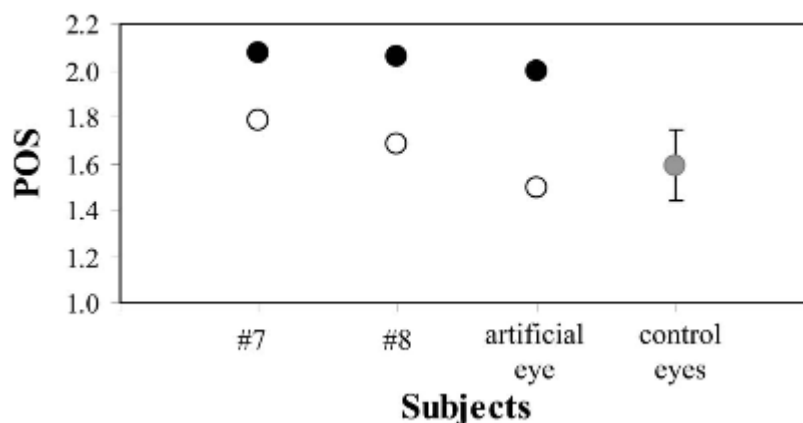 2.2
2.0
1.8
1.6
1.4
1.2
1.0
POS
#7
#8
artificial
eye
control
eyes
Subjects